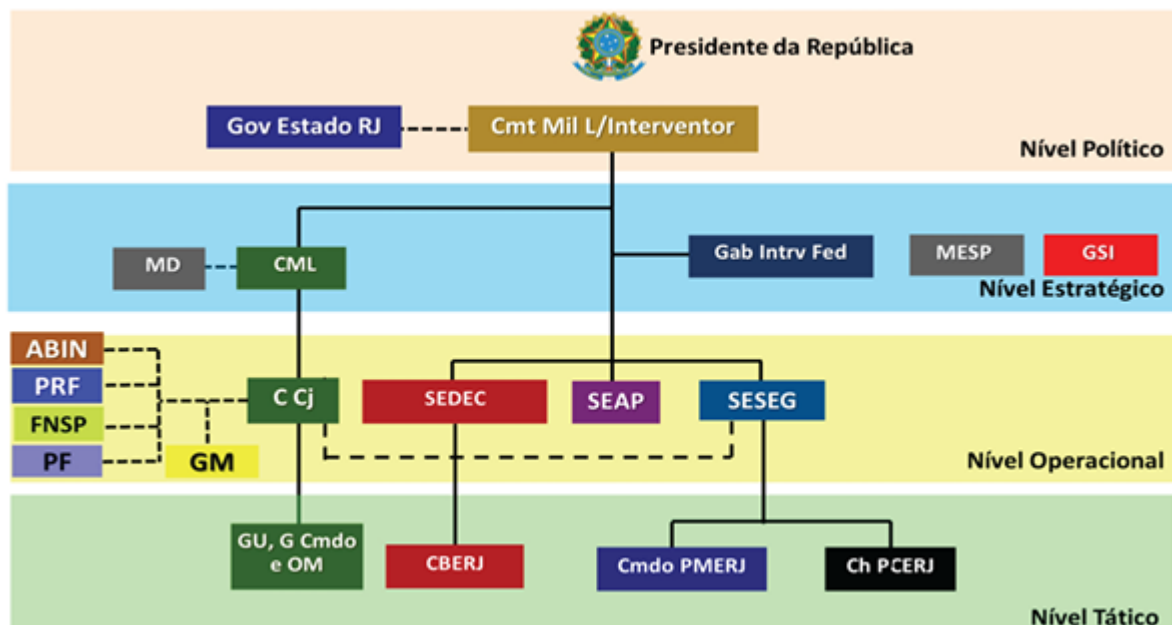 Presidente da República
Gov Estado RJ
Cmt Mil L/Interventor
Nível Político
MD
CML
Gab Intrv Fed
MESP
GSI
Nível Estratégico
ABIN
PRF
FNSP
PF
GM
C Cj
SEDEC
SEAP
SESEG
Nível Operacional
GU, G Cmdo
e OM
CBERJ
Cmdo PMERJ
Ch PCERJ
Nível Tático